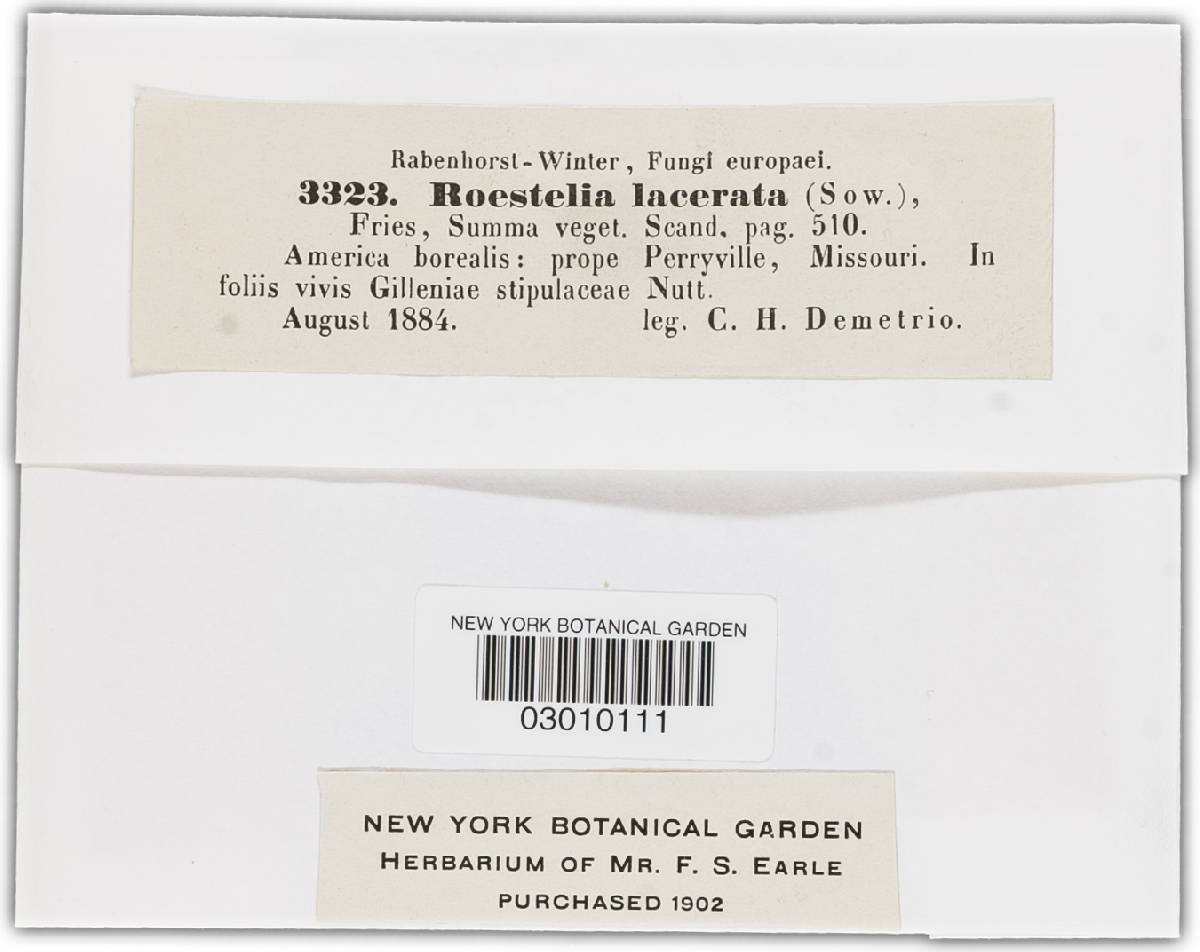 Rabenhorst-Winter, Fungi europaei.
3323. Roestelia lacerata (Sow.),
Fries, Summa veget. Scand. pag. 510.
America borealis: prope Perryville, Missouri. In
foliis vivis Gilleniae stipulaceae Nutt.
August 1884. leg. C. H. Demetrio.
NEW YORK BOTANICAL GARDEN
03010111
NEW YORK BOTANICAL GARDEN
HERBARIUM OF MR. F. S. EARLE
PURCHASED 1902